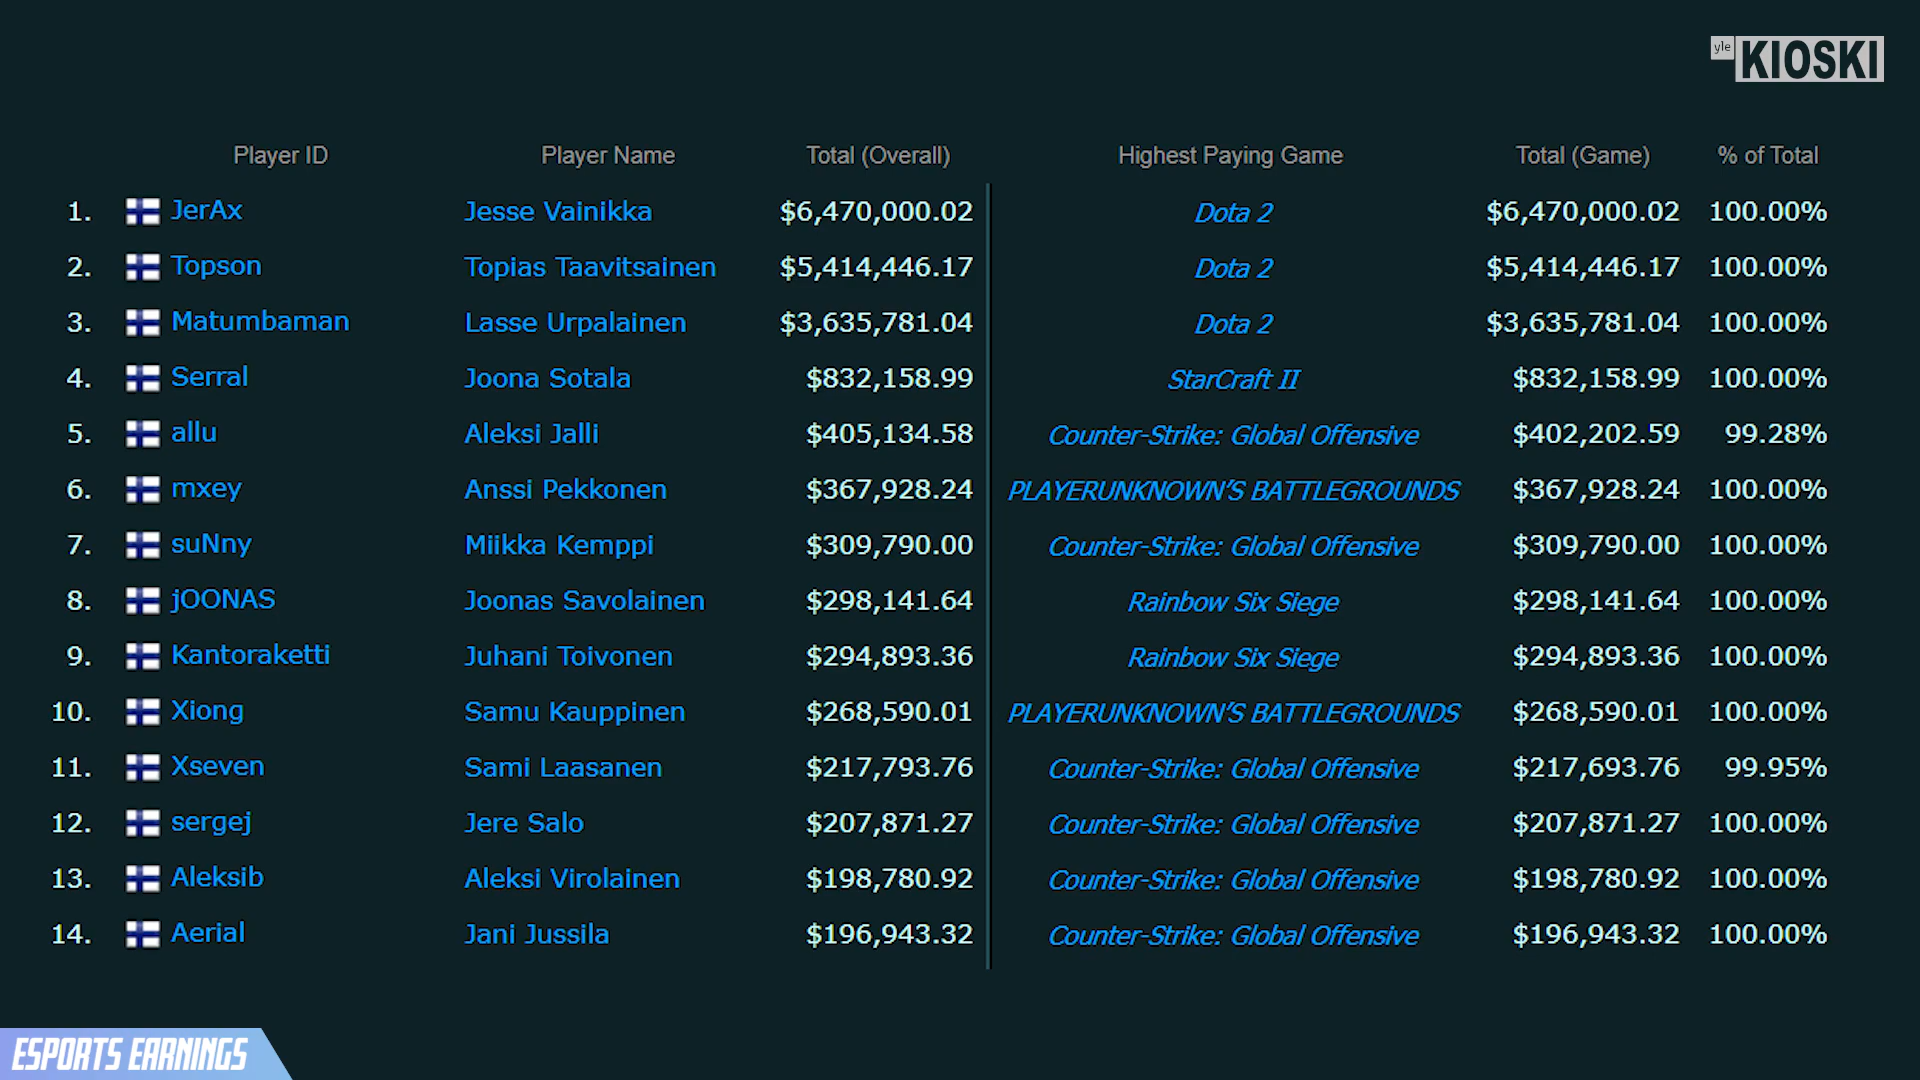 yle KIOSKI
Player ID Player Name Total (Overall) Highest Paying Game Total (Game) % of Total
1. JerAx Jesse Vainikka $6,470,000.02 Dota 2 $6,470,000.02 100.00%
2. Topson Topias Taavitsainen $5,414,446.17 Dota 2 $5,414,446.17 100.00%
3. Matumbaman Lasse Urpalainen $3,635,781.04 Dota 2 $3,635,781.04 100.00%
4. Serral Joona Sotala $832,158.99 StarCraft II $832,158.99 100.00%
5. allu Aleksi Jalli $405,134.58 Counter-Strike: Global Offensive $402,202.59 99.28%
6. mxey Anssi Pekkonen $367,928.24 PLAYERUNKNOWN'S BATTLEGROUNDS $367,928.24 100.00%
7. suNny Miikka Kemppi $309,790.00 Counter-Strike: Global Offensive $309,790.00 100.00%
8. jOONAS Joonas Savolainen $298,141.64 Rainbow Six Siege $298,141.64 100.00%
9. Kantoraketti Juhani Toivonen $294,893.36 Rainbow Six Siege $294,893.36 100.00%
10. Xiong Samu Kauppinen $268,590.01 PLAYERUNKNOWN'S BATTLEGROUNDS $268,590.01 100.00%
11. Xseven Sami Laasanen $217,793.76 Counter-Strike: Global Offensive $217,693.76 99.95%
12. sergej Jere Salo $207,871.27 Counter-Strike: Global Offensive $207,871.27 100.00%
13. Aleksib Aleksi Virolainen $198,780.92 Counter-Strike: Global Offensive $198,780.92 100.00%
14. Aerial Jani Jussila $196,943.32 Counter-Strike: Global Offensive $196,943.32 100.00%
ESPORTS EARNINGS